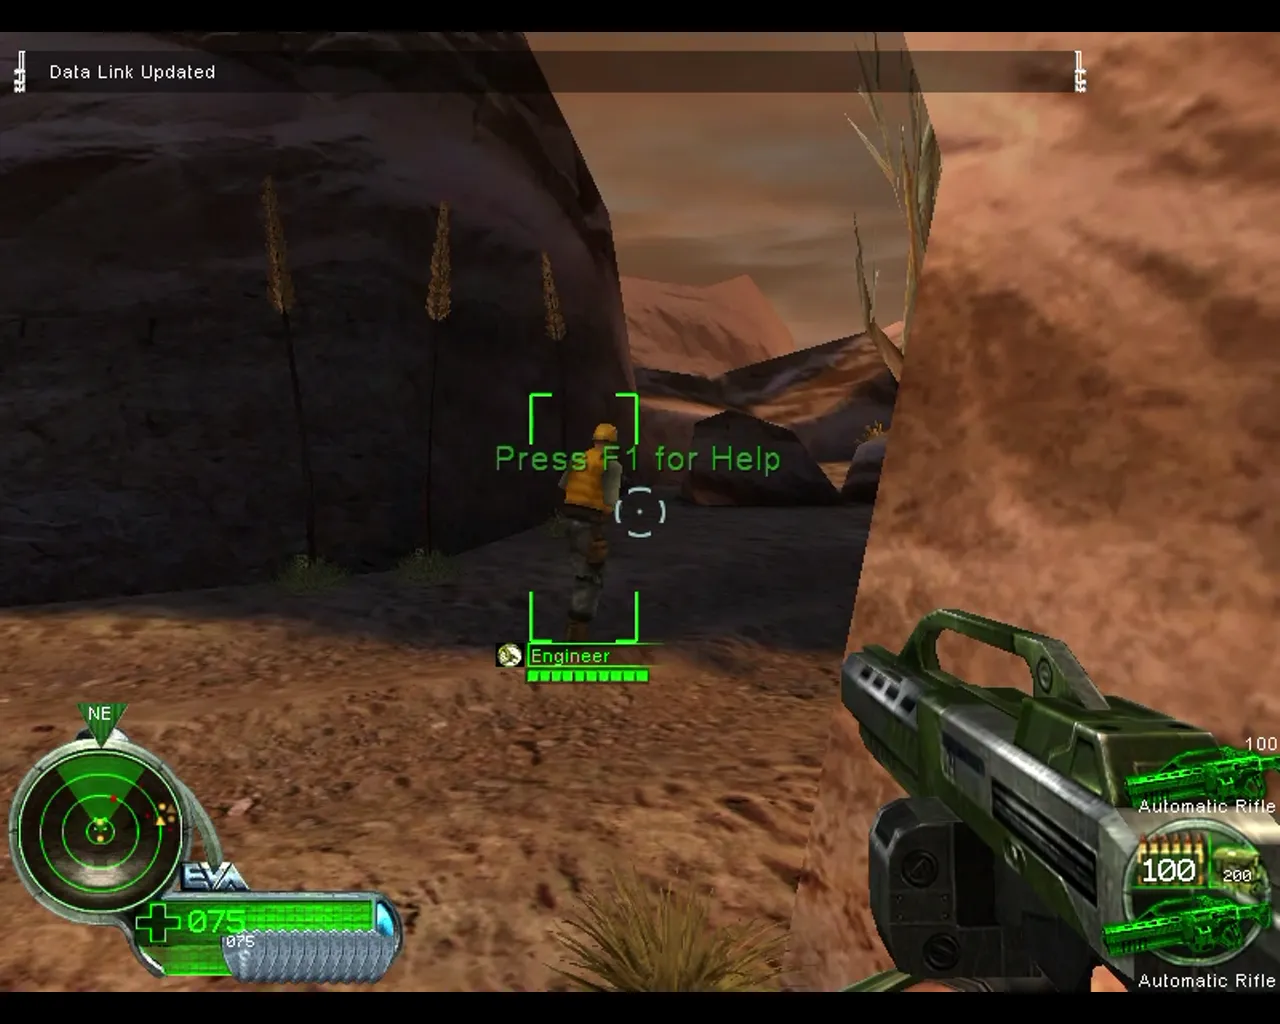 Data Link Updated
Press F1 for Help
Engineer
NE
100
Automatic Rifle
EVA
100
200
075
075
Automatic Rifle